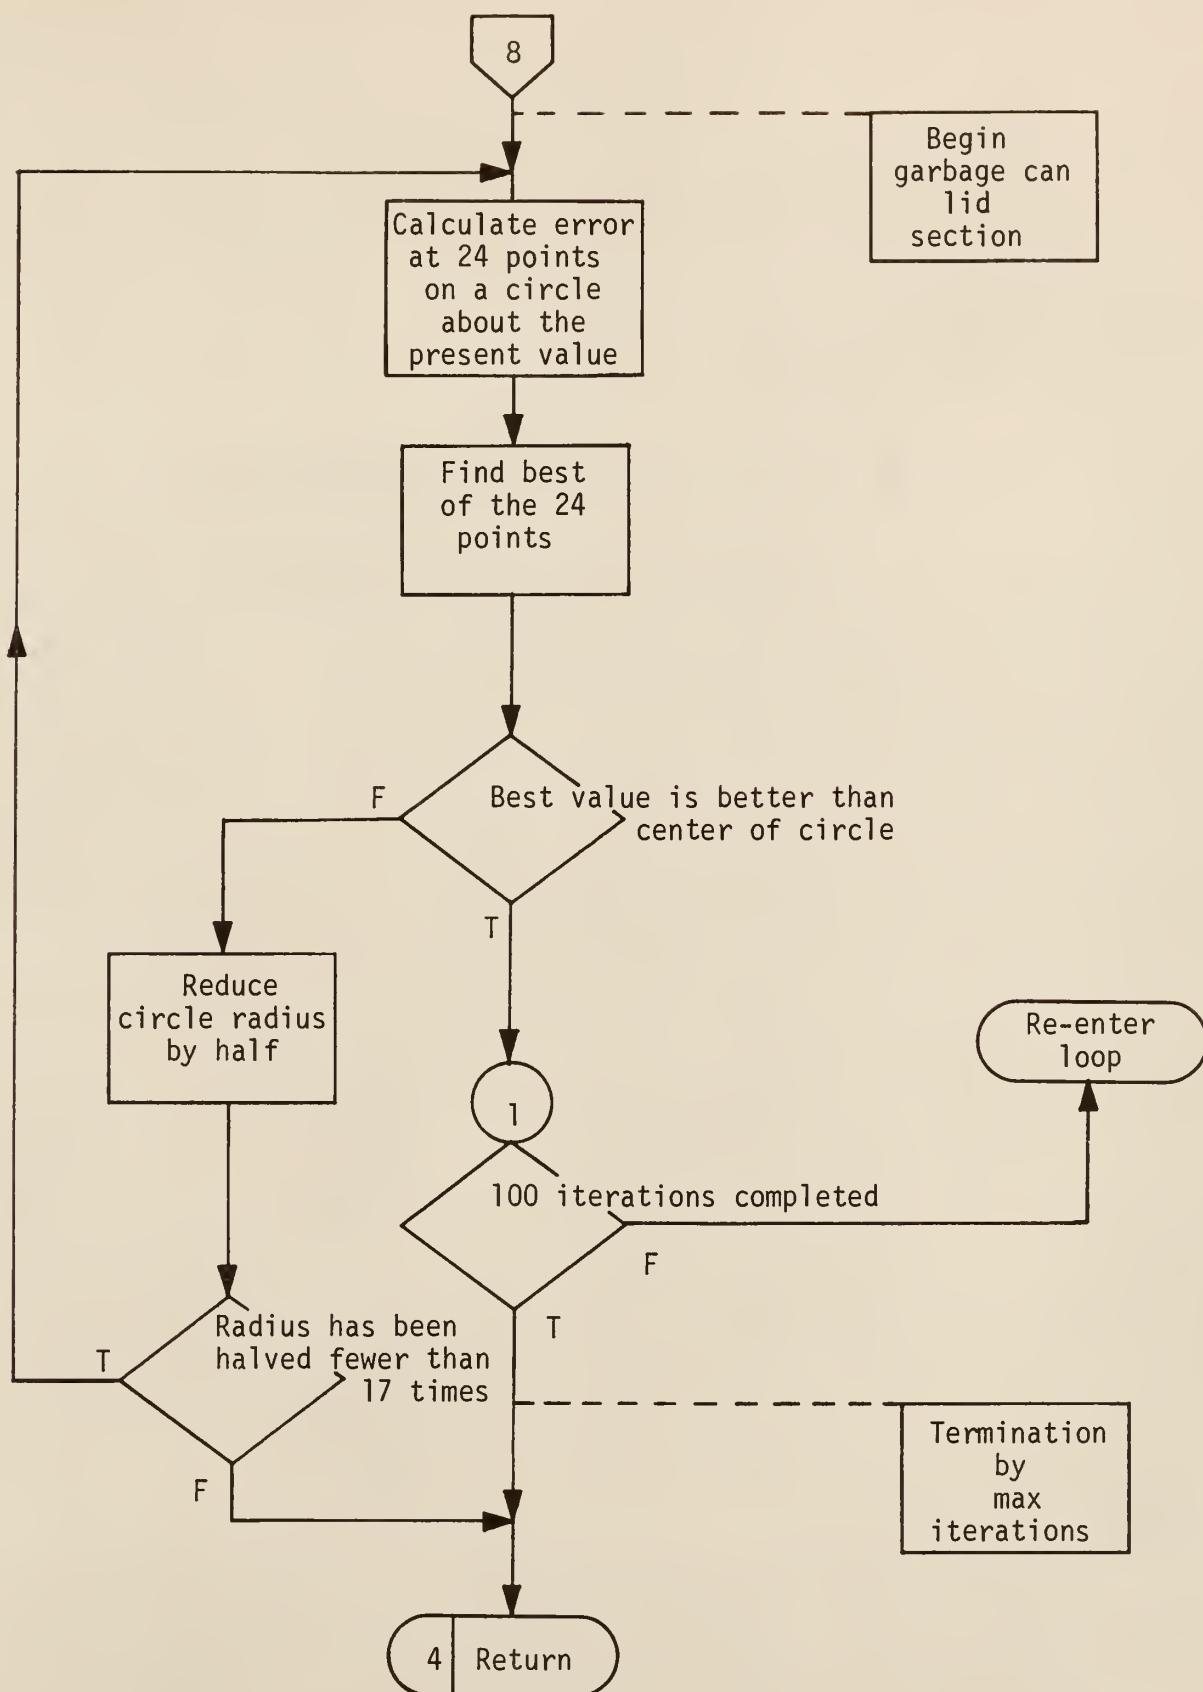 8
Begin
garbage can
lid
section
Calculate error
at 24 points
on a circle
about the
present value
Find best
of the 24
points
F
Best value is better than
center of circle
T
Reduce
circle radius
by half
Re-enter
loop
1
100 iterations completed
F
T
Radius has been
halved fewer than
17 times
T
F
Termination
by
max
iterations
4
Return